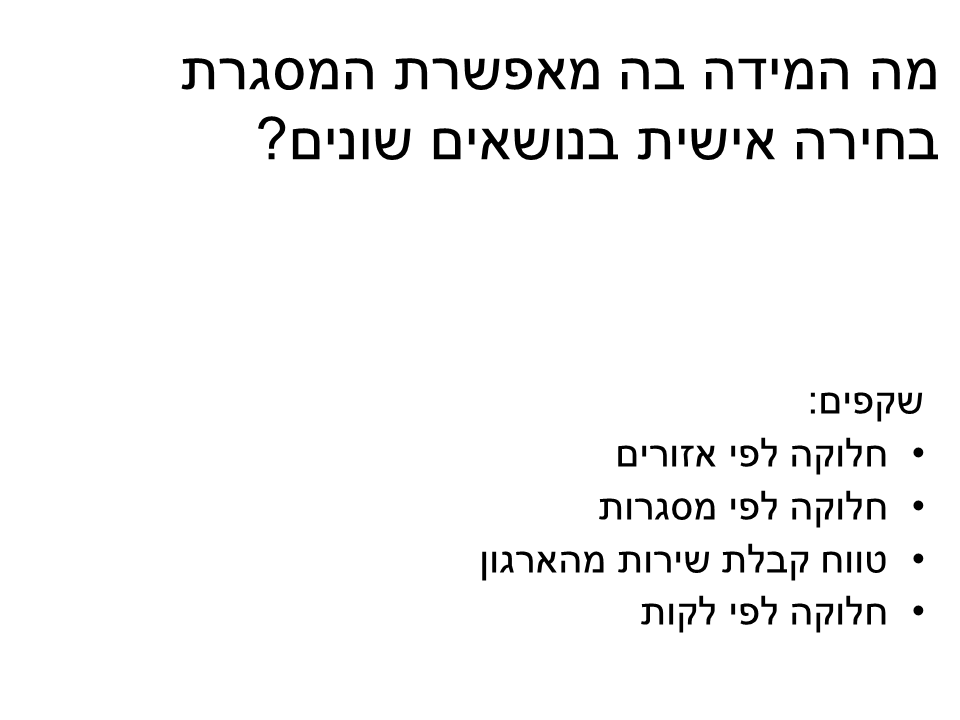 מה המידה בה מאפשרת המסגרת
בחירה אישית בנושאים שונים?
שקפים:
• חלוקה לפי אזורים
• חלוקה לפי מסגרות
• טווח קבלת שירות מהארגון
• חלוקה לפי לקות